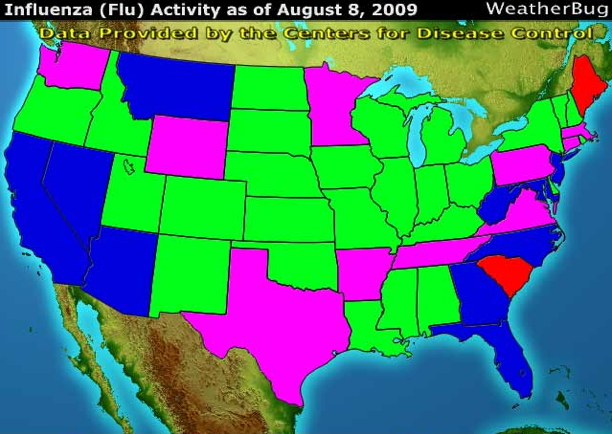 Influenza (Flu) Activity as of August 8, 2009 WeatherBug
Data Provided by the Centers for Disease Control